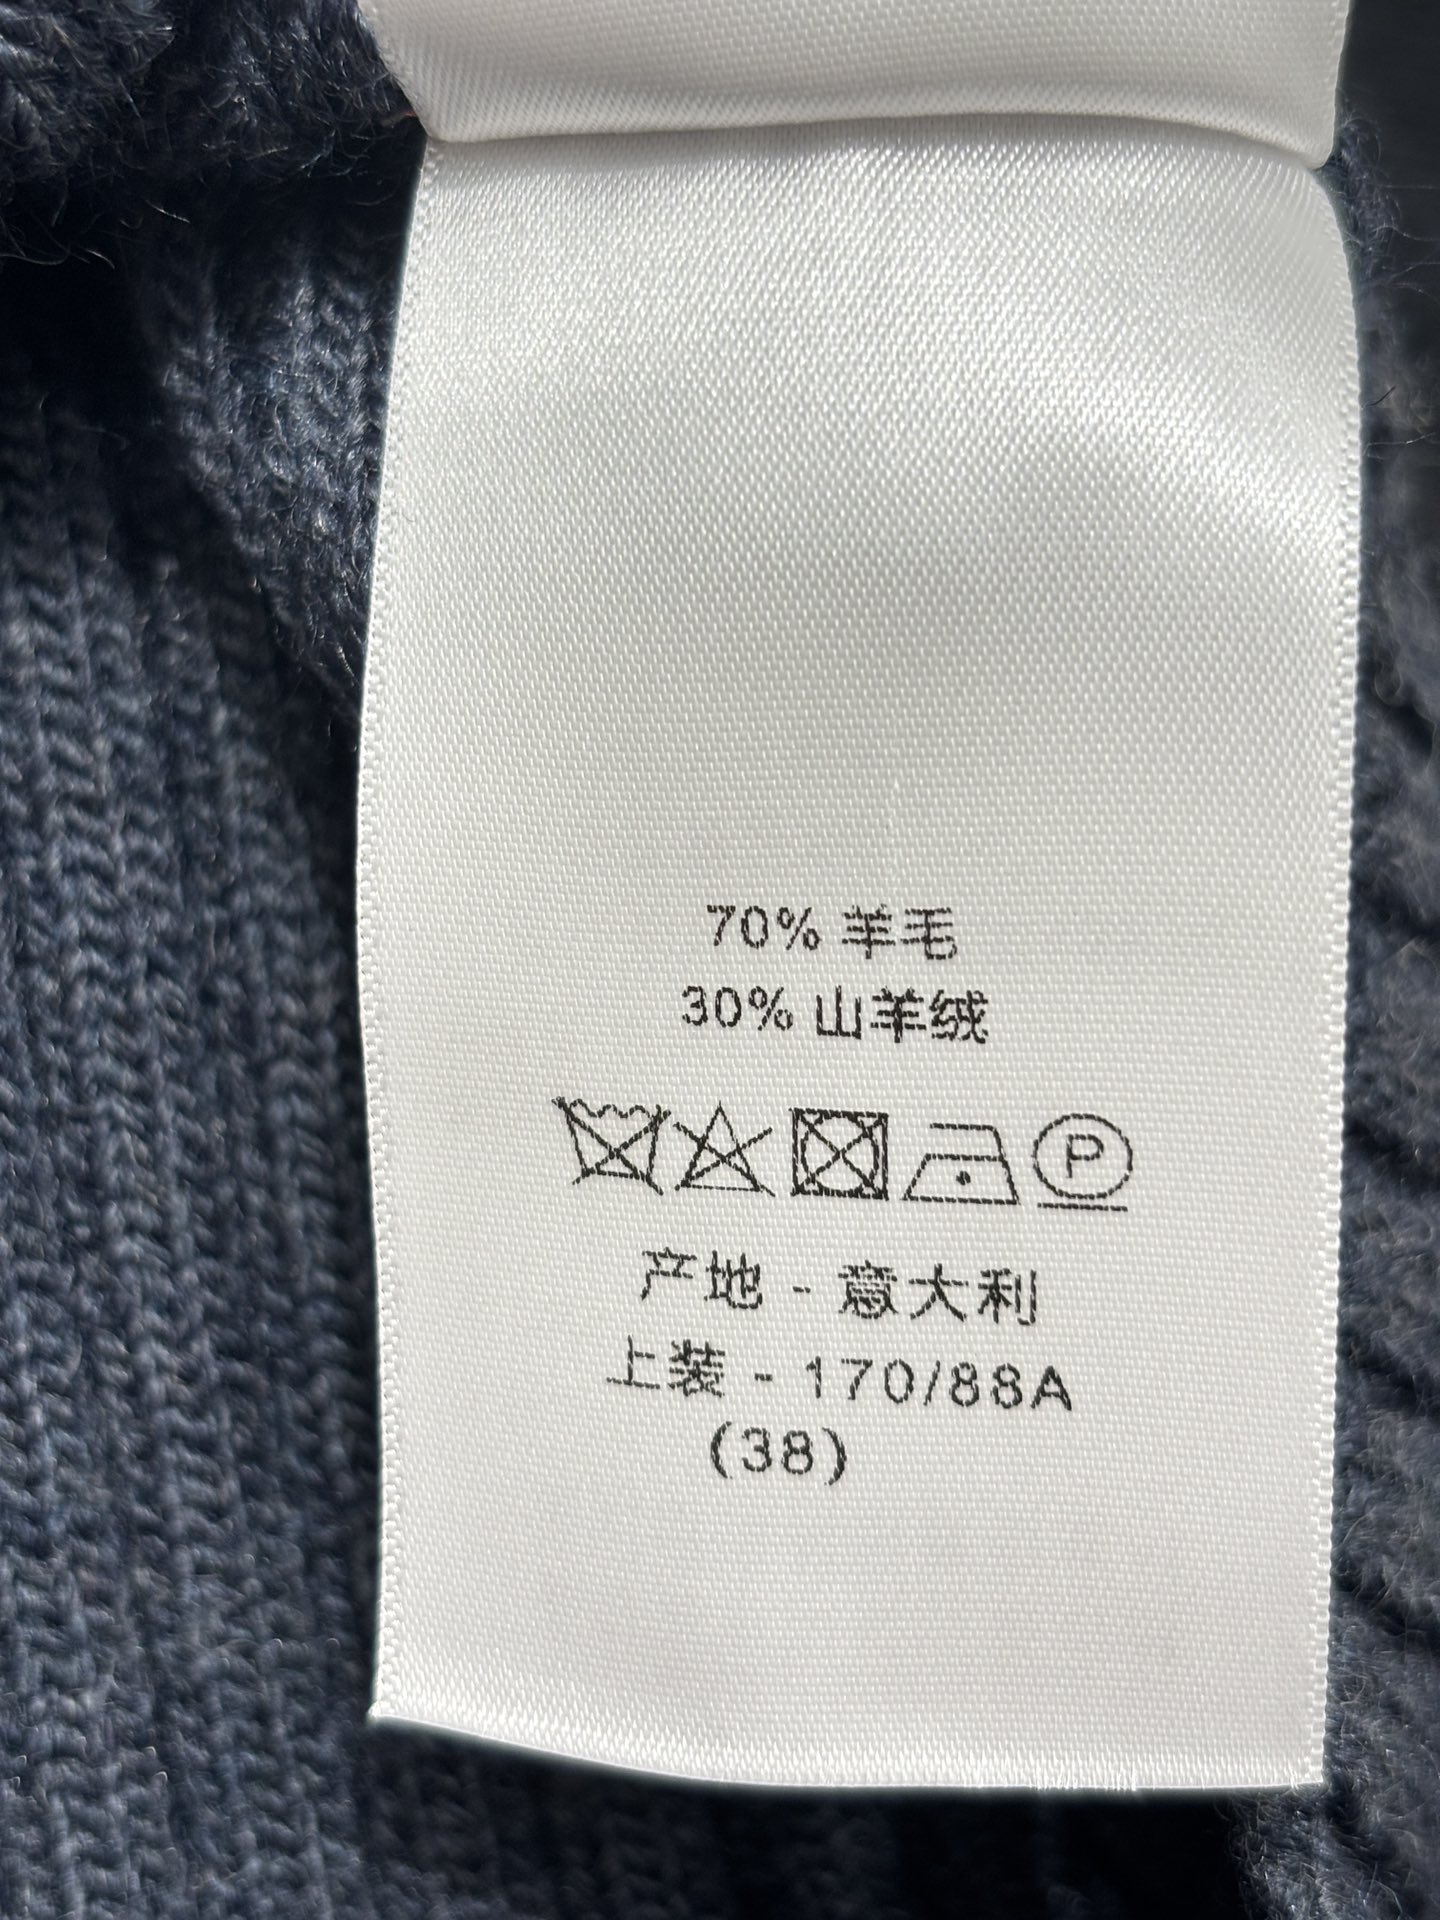 70% 羊毛
30% 山羊绒
P
产地 - 意大利
上装 - 170/88A
(38)